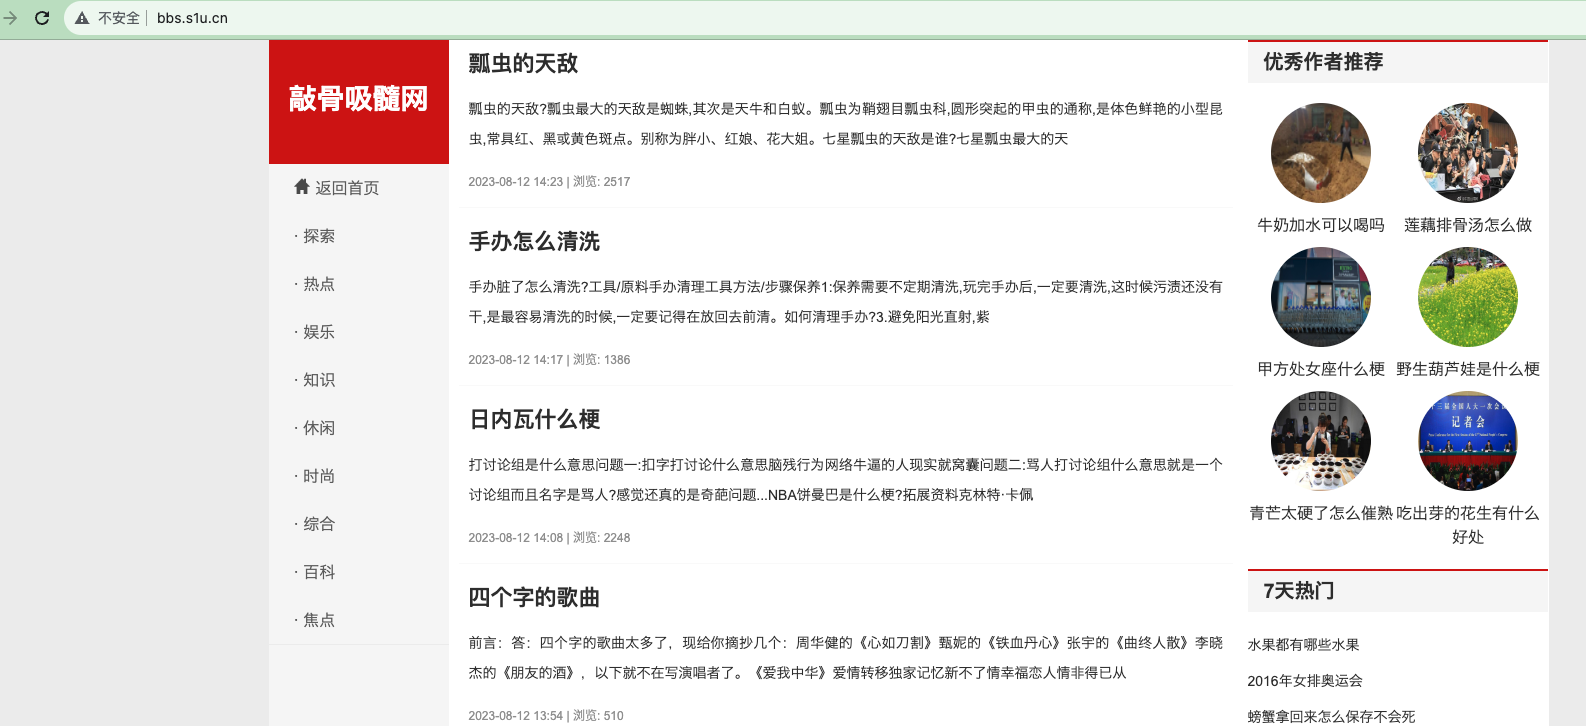 不安全 bbs.s1u.cn
敲骨吸髓网
返回首页
· 探索
· 热点
· 娱乐
· 知识
· 休闲
· 时尚
· 综合
· 百科
· 焦点
瓢虫的天敌
瓢虫的天敌?瓢虫最大的天敌是蜘蛛,其次是天牛和白蚁。瓢虫为鞘翅目瓢虫科,圆形突起的甲虫的通称,是体色鲜艳的小型昆
虫,常具红、黑或黄色斑点。别称为胖小、红娘、花大姐。七星瓢虫的天敌是谁?七星瓢虫最大的天
2023-08-12 14:23 | 浏览: 2517
手办怎么清洗
手办脏了怎么清洗?工具/原料手办清理工具方法/步骤保养1:保养需要不定期清洗,玩完手办后,一定要清洗,这时候污渍还没有
干,是最容易清洗的时候,一定要记得在放回去前清。如何清理手办?3.避免阳光直射,紫
2023-08-12 14:17 | 浏览: 1386
日内瓦什么梗
打讨论组是什么意思问题一:扣字打讨论什么意思脑残行为网络牛逼的人现实就窝囊问题二:骂人打讨论组什么意思就是一个
讨论组而且名字是骂人?感觉还真的是奇葩问题...NBA饼曼巴是什么梗?拓展资料克林特·卡佩
2023-08-12 14:08 | 浏览: 2248
四个字的歌曲
前言：答：四个字的歌曲太多了，现给你摘抄几个：周华健的《心如刀割》甄妮的《铁血丹心》张宇的《曲终人散》李晓
杰的《朋友的酒》，以下就不在写演唱者了。《爱我中华》爱情转移独家记忆新不了情幸福恋人情非得已从
2023-08-12 13:54 | 浏览: 510
优秀作者推荐
牛奶加水可以喝吗 莲藕排骨汤怎么做
甲方处女座什么梗 野生葫芦娃是什么梗
记者会
青芒太硬了怎么催熟 吃出芽的花生有什么
好处
7天热门
水果都有哪些水果
2016年女排奥运会
螃蟹拿回来怎么保存不会死